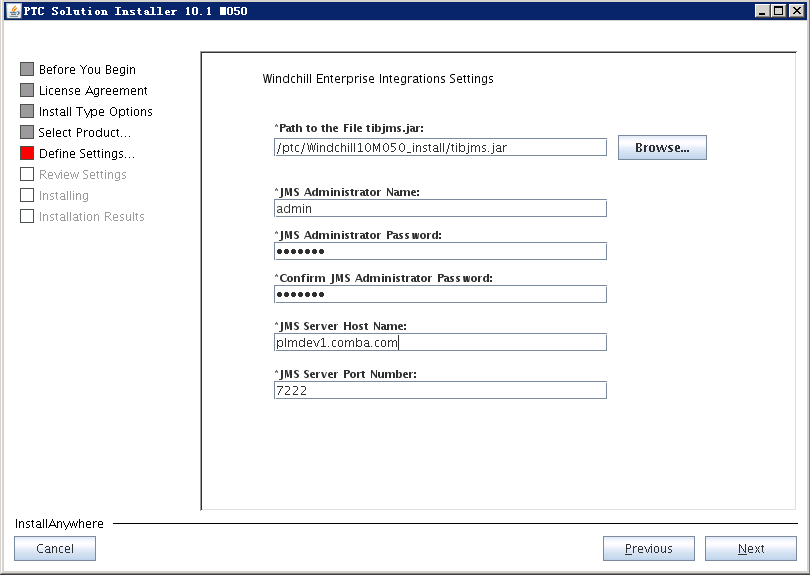 PTC Solution Installer 10.1 M050
Before You Begin
License Agreement
Install Type Options
Select Product...
Define Settings...
Review Settings
Installing
Installation Results
Windchill Enterprise Integrations Settings
*Path to the File tibjms.jar:
/ptc/Windchill10M050_install/tibjms.jar
Browse...
*JMS Administrator Name:
admin
*JMS Administrator Password:
•••••••
*Confirm JMS Administrator Password:
•••••••
*JMS Server Host Name:
plmdev1.comba.com
*JMS Server Port Number:
7222
InstallAnywhere
Cancel
Previous
Next